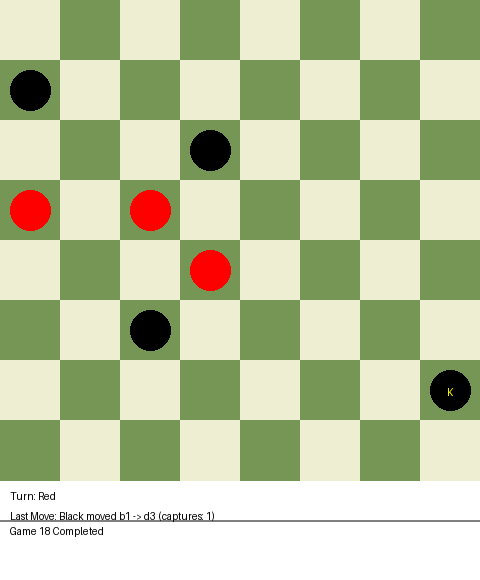 K
Turn: Red
Last Move: Black moved b1 -> d3 (captures: 1)
Game 18 Completed